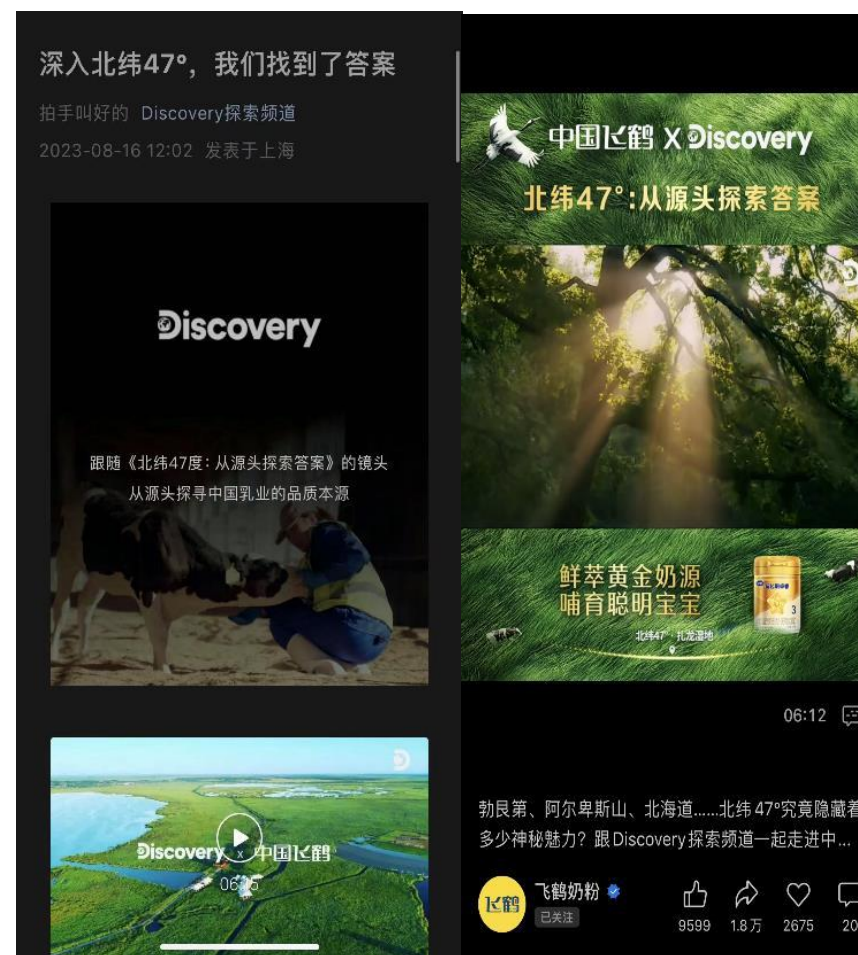 深入北纬47°，我们找到了答案
拍手叫好的 Discovery探索频道
2023-08-16 12:02 发表于上海
Discovery
跟随《北纬47度：从源头探索答案》的镜头
从源头探寻中国乳业的品质本源
Discovery x 中国飞鹤
中国飞鹤 X Discovery
北纬47°:从源头探索答案
鲜萃黄金奶源
哺育聪明宝宝
3
北纬47°·扎龙湿地
06:12
勃艮第、阿尔卑斯山、北海道......北纬 47°究竟隐藏着
多少神秘魅力？跟Discovery探索频道一起走进中...
飞鹤
飞鹤奶粉
已关注
9599 1.8万 2675 20